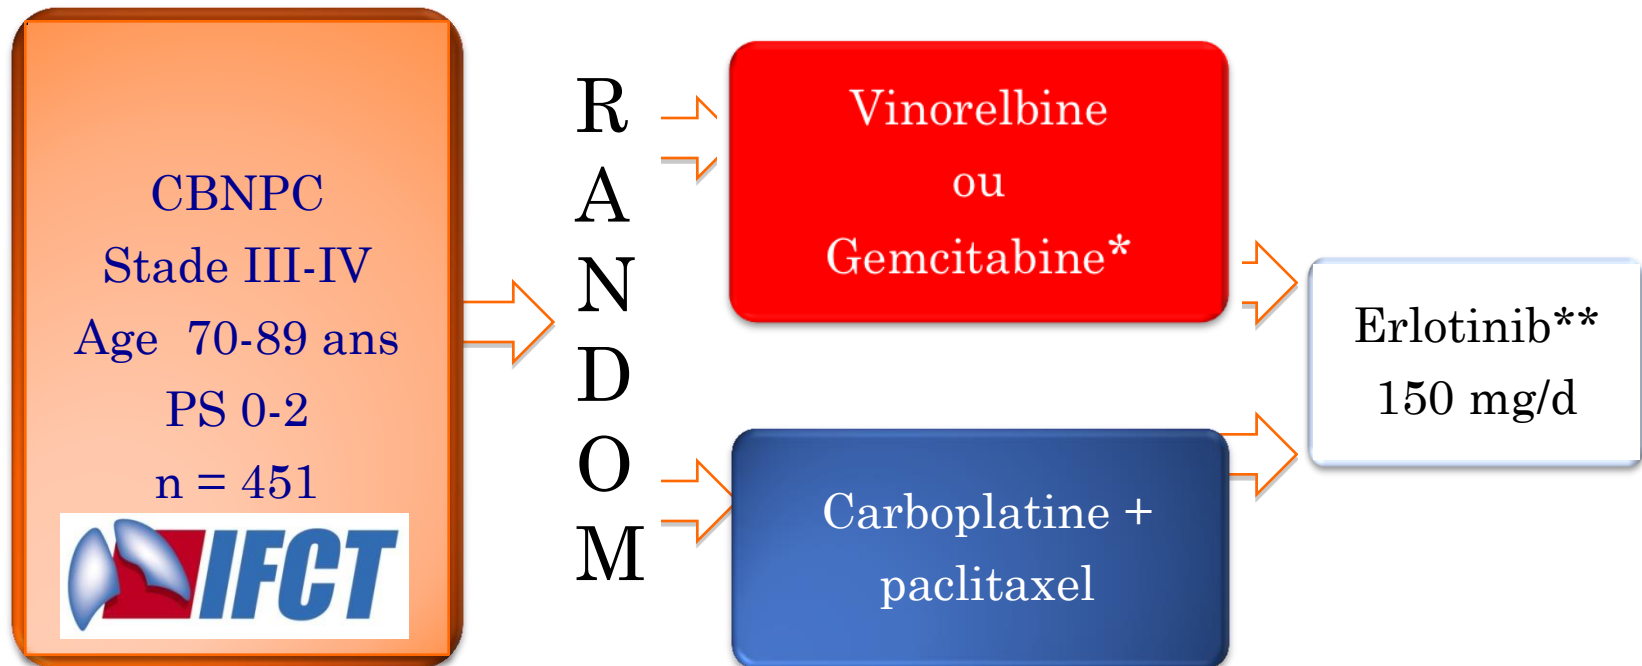 CBNPC
Stade III-IV
Age 70-89 ans
PS 0-2
n = 451
IFCT
R
A
N
D
O
M
Vinorelbine
ou
Gemcitabine*
Carboplatine +
paclitaxel
Erlotinib**
150 mg/d